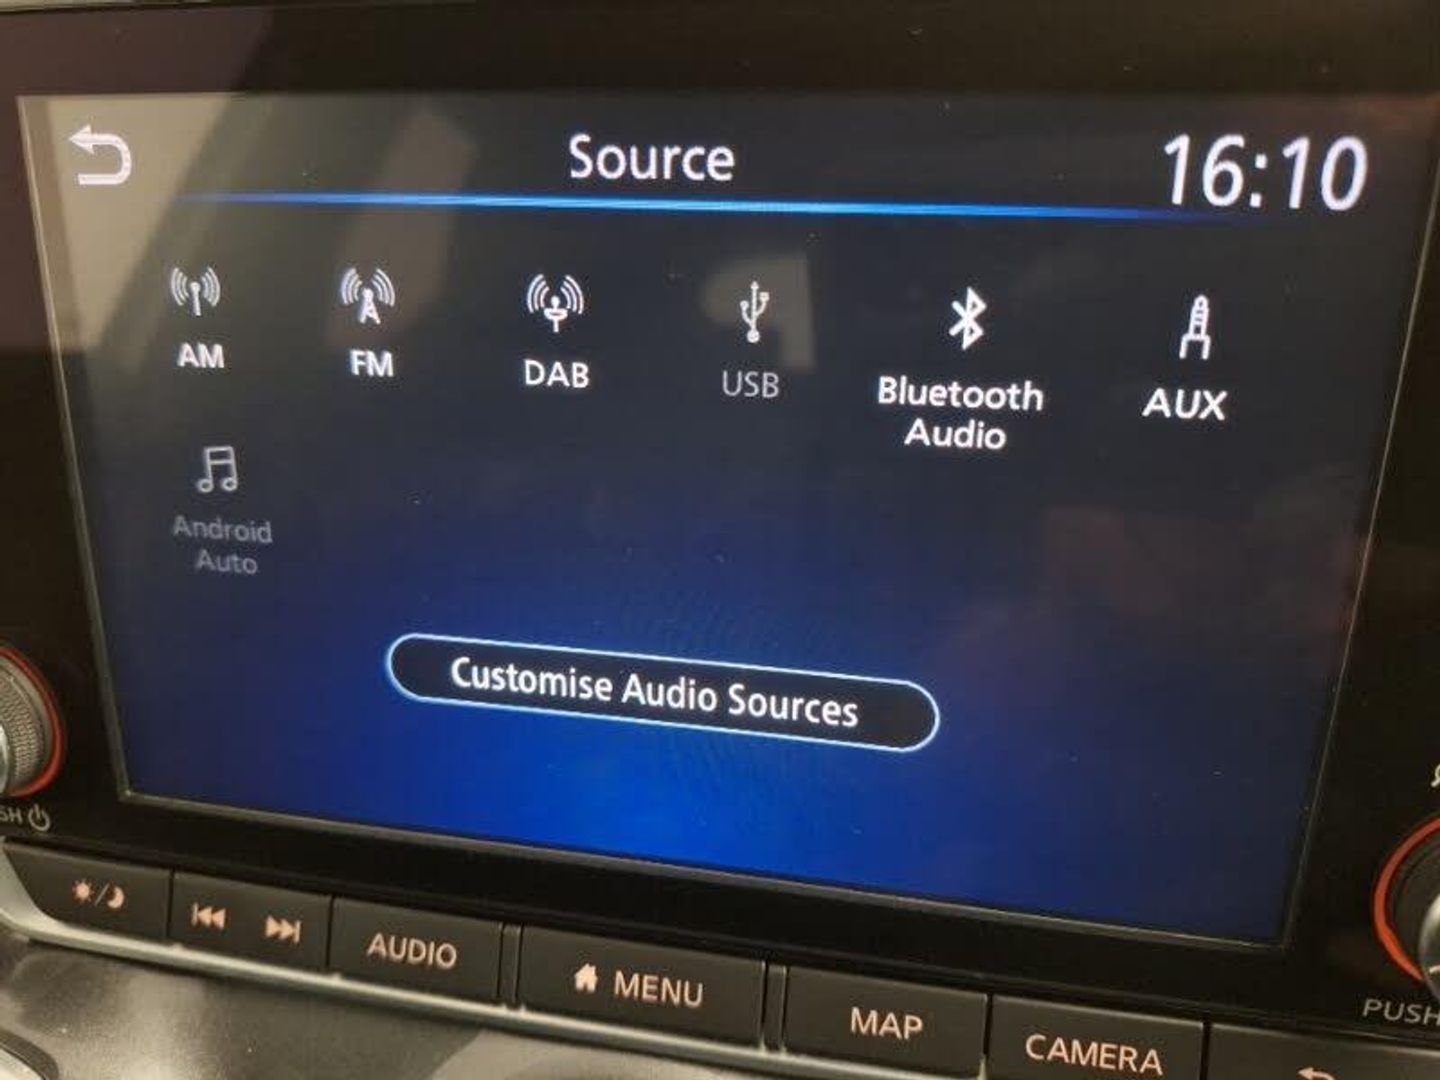 Source
16:10
AM
FM
DAB
USB
Bluetooth
Audio
AUX
Android
Auto
Customise Audio Sources
AUDIO
MENU
MAP
CAMERA
PUSH